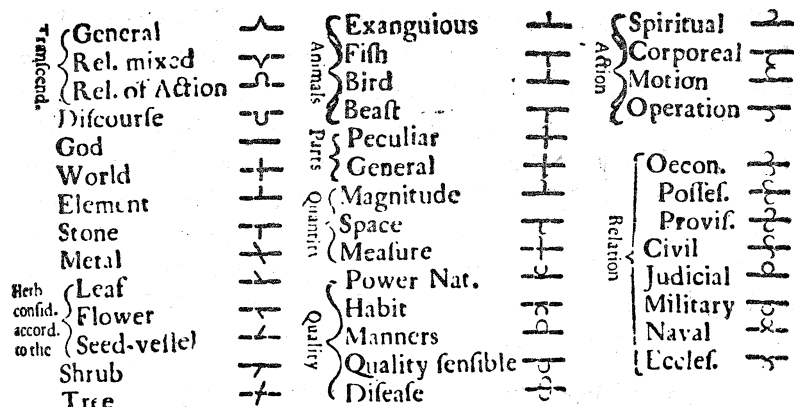 Transcend.
General
Rel. mixed
Rel. of Action
Diſcourſe
God
World
Element
Stone
Metal
Herb
conſid.
accord.
to the
Leaf
Flower
Seed-veſſel
Shrub
Tree
Animals
Exanguious
Fiſh
Bird
Beaſt
Parts
Peculiar
General
Quantity
Magnitude
Space
Meaſure
Quality
Power Nat.
Habit
Manners
Quality ſenſible
Diſeaſe
Action
Spiritual
Corporeal
Motion
Operation
Relation
Oecon.
Poſſeſ.
Proviſ.
Civil
Judicial
Military
Naval
Eccleſ.